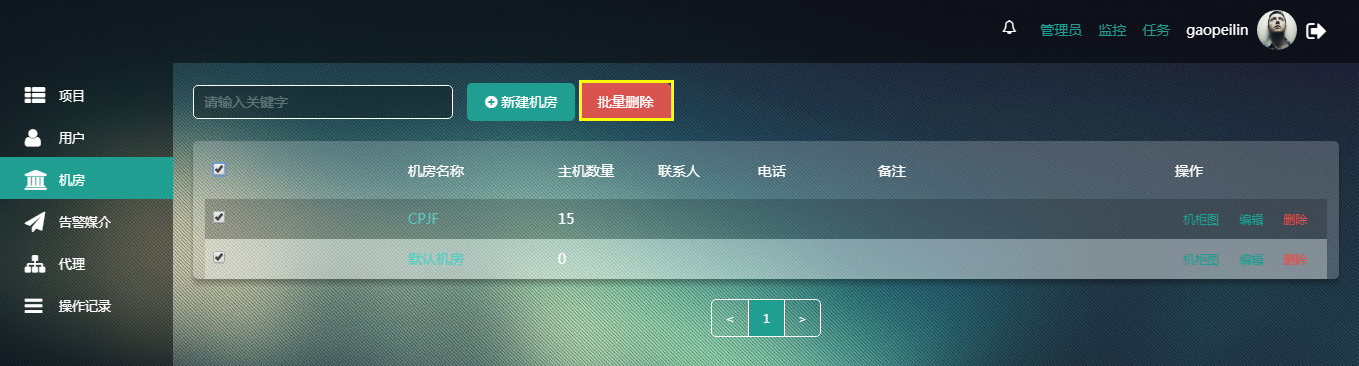 管理员 监控 任务 gaopeilin
项目
用户
机房
告警媒介
代理
操作记录
请输入关键字 新建机房 批量删除
机房名称 主机数量 联系人 电话 备注 操作
CPJF 15 机柜图 编辑 删除
默认机房 0 机柜图 编辑 删除
< 1 >